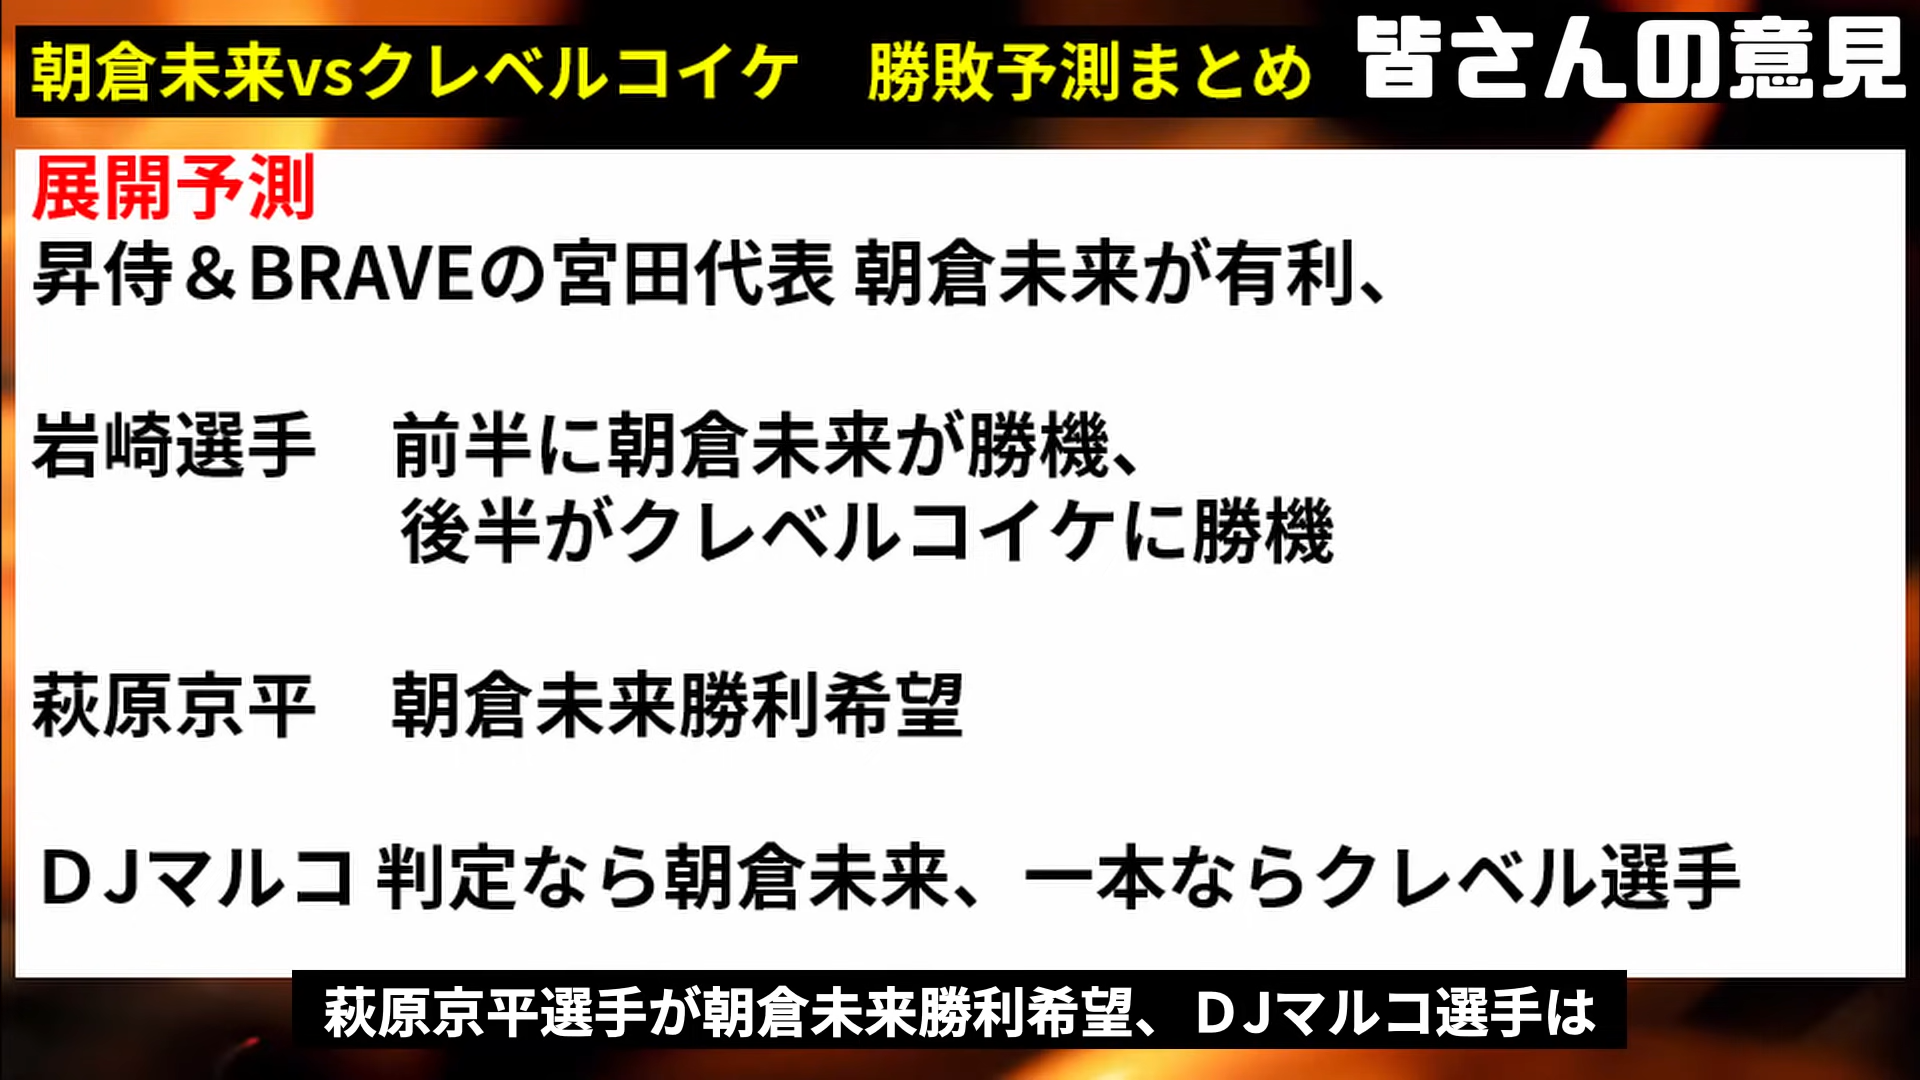 朝倉未来vsクレベルコイケ　勝敗予測まとめ
皆さんの意見
展開予測
昇侍＆BRAVEの宮田代表 朝倉未来が有利、
岩崎選手　前半に朝倉未来が勝機、
後半がクレベルコイケに勝機
萩原京平　朝倉未来勝利希望
ＤJマルコ 判定なら朝倉未来、一本ならクレベル選手
萩原京平選手が朝倉未来勝利希望、ＤJマルコ選手は